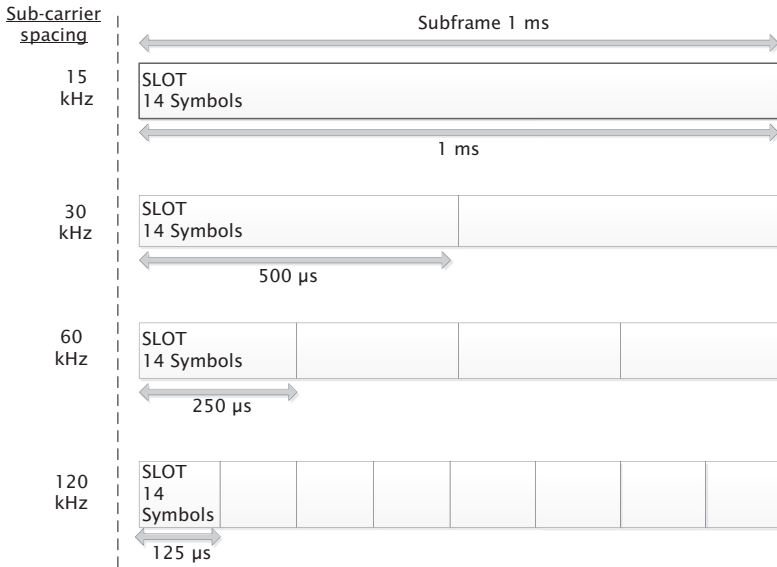 Sub-carrier
spacing
Subframe 1 ms
15
kHz
SLOT
14 Symbols
1 ms
30
kHz
SLOT
14 Symbols
500 µs
60
kHz
SLOT
14 Symbols
250 µs
120
kHz
SLOT
14
Symbols
125 µs